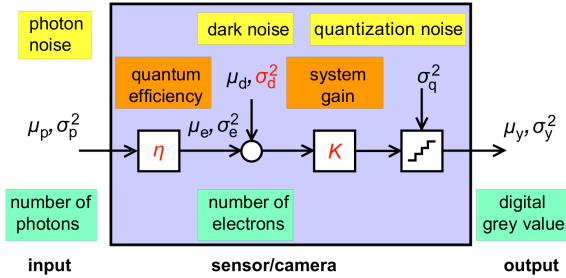 photon
noise
dark noise
quantization noise
quantum
efficiency
μd, σd²
system
gain
σq²
μp, σp²
η
μe, σe²
K
μy, σy²
number of
photons
number of
electrons
digital
grey value
input
sensor/camera
output